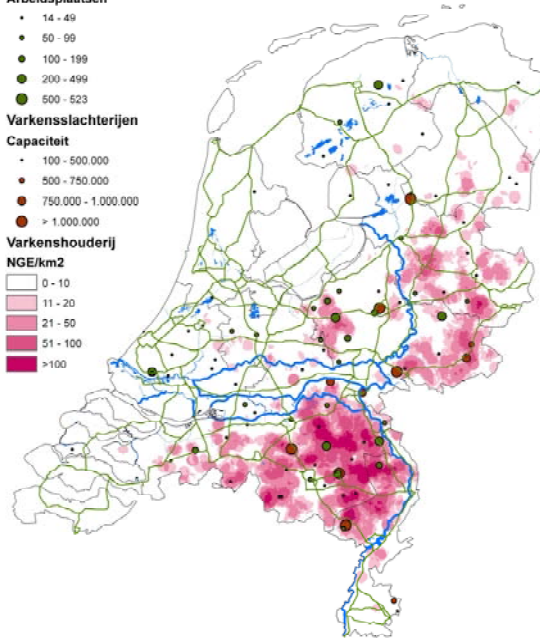 Arbeidsplaatsen
14 - 49
50 - 99
100 - 199
200 - 499
500 - 523
Varkensslachterijen
Capaciteit
100 - 500.000
500 - 750.000
750.000 - 1.000.000
> 1.000.000
Varkenshouderij
NGE/km2
0 - 10
11 - 20
21 - 50
51 - 100
>100